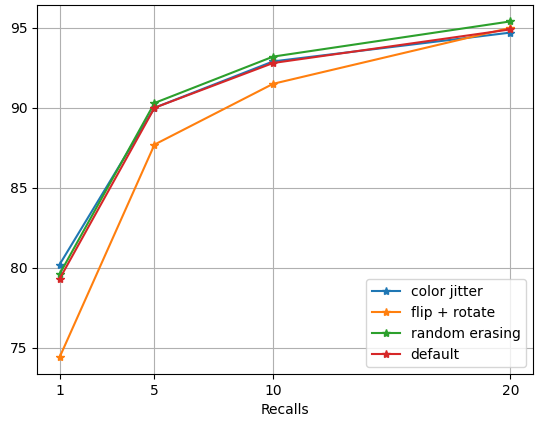 95
90
85
80
75
1 5 10 20
Recalls
color jitter
flip + rotate
random erasing
default